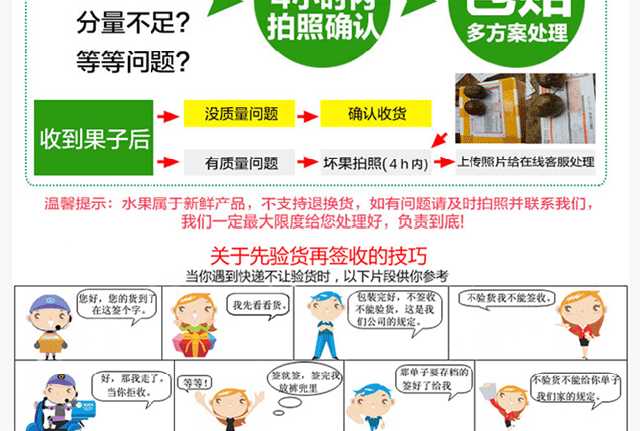 分量不足?
等等问题?
4小时内
拍照确认
包赔
多方案处理
收到果子后
没质量问题
确认收货
有质量问题
坏果拍照(4h内)
上传照片给在线客服处理
温馨提示：水果属于新鲜产品，不支持退换货，如有问题请及时拍照并联系我们，
我们一定最大限度给您处理好，负责到底!
关于先验货再签收的技巧
当你遇到快递不让验货时，以下片段供你参考
您好，您的货到了
在这签个字。
我先看看货。
包装完好，不签收
不能验货，这是我
们公司的规定。
不验货我不能签收。
好，那我走了，
当你拒收。
等等！
签就签，签完我
放裤兜里
那单子要存档的
签好了给我
不验货不能给你单子
我们家的规定。